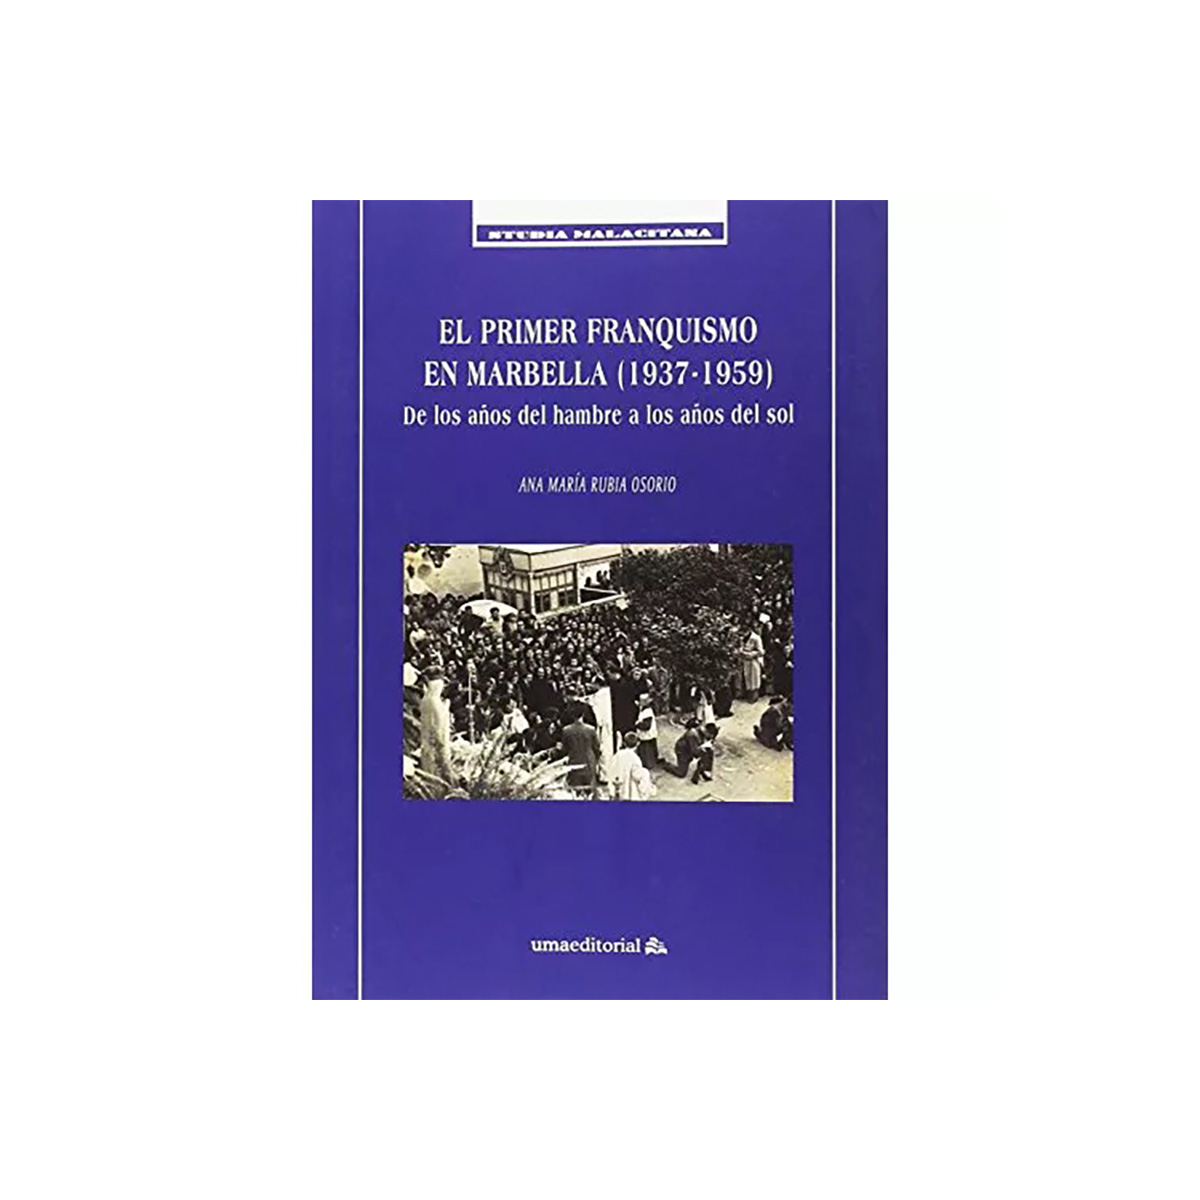 STUDIA MALACITANA
EL PRIMER FRANQUISMO
EN MARBELLA (1937-1959)
De los años del hambre a los años del sol
ANA MARÍA RUBIA OSORIO
umaeditorial